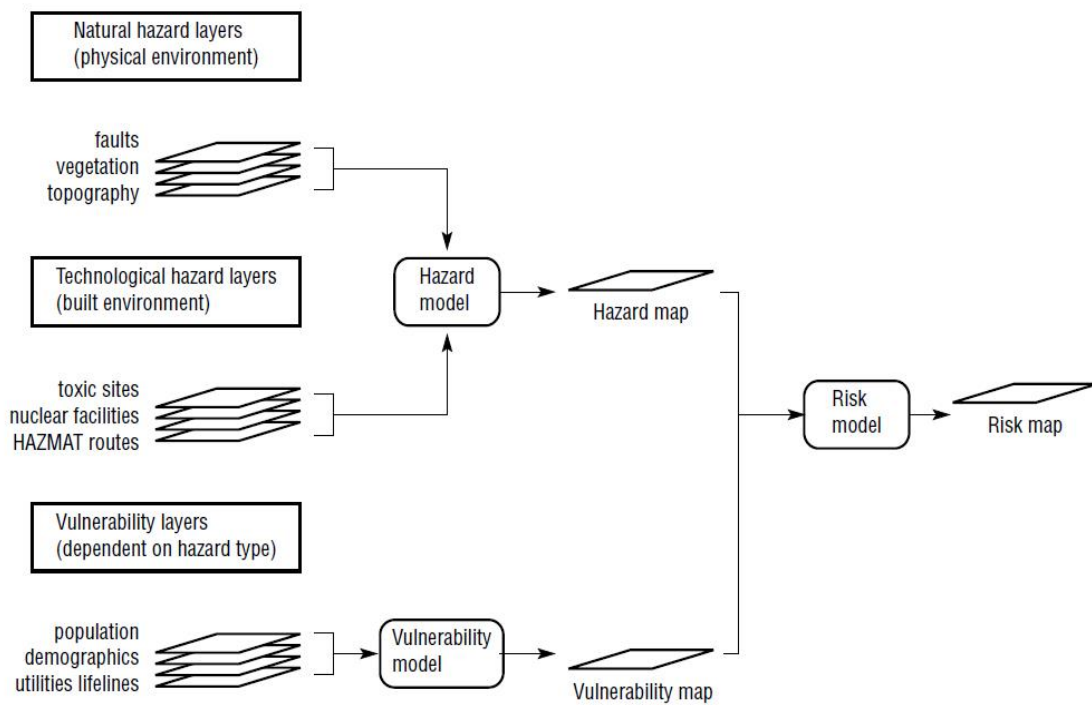 Natural hazard layers
(physical environment)
faults
vegetation
topography
Technological hazard layers
(built environment)
Hazard
model
Hazard map
toxic sites
nuclear facilities
HAZMAT routes
Risk
model
Risk map
Vulnerability layers
(dependent on hazard type)
population
demographics
utilities lifelines
Vulnerability
model
Vulnerability map